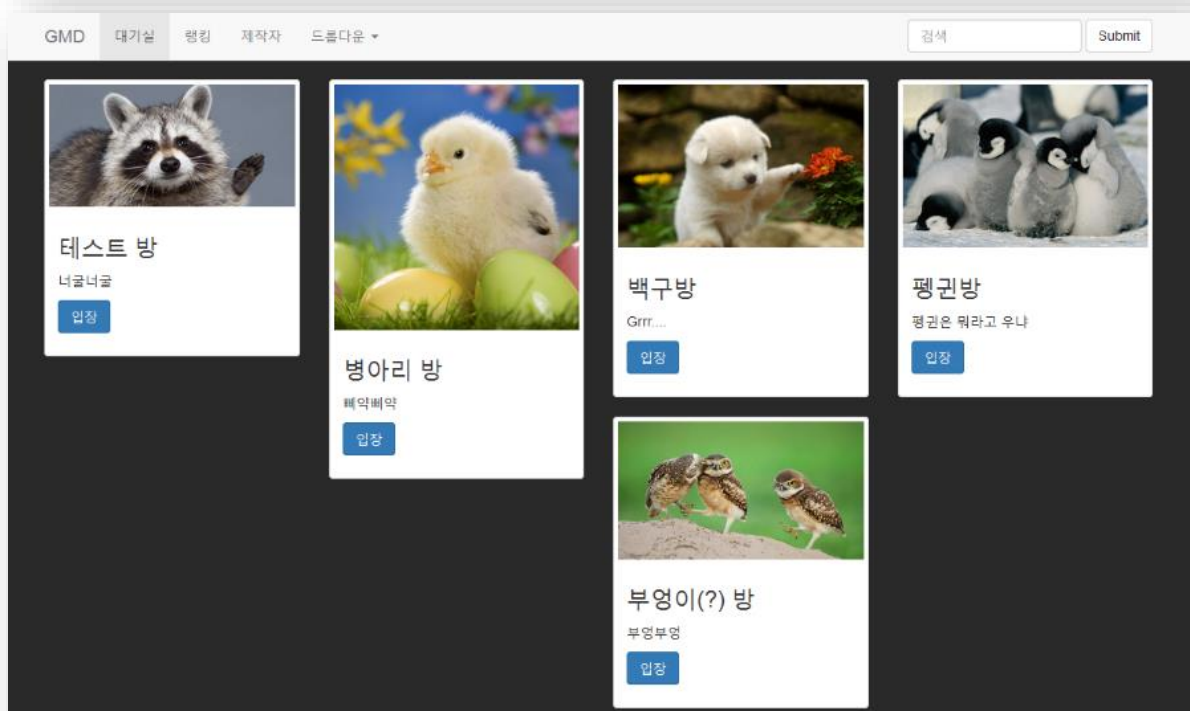 GMD 대기실 랭킹 제작자 드롭다운 검색 Submit
테스트 방
너굴너굴
입장
병아리 방
삐약삐약
입장
백구방
Grrr....
입장
펭귄방
펭귄은 뭐라고 우냐
입장
부엉이(?) 방
부엉부엉
입장